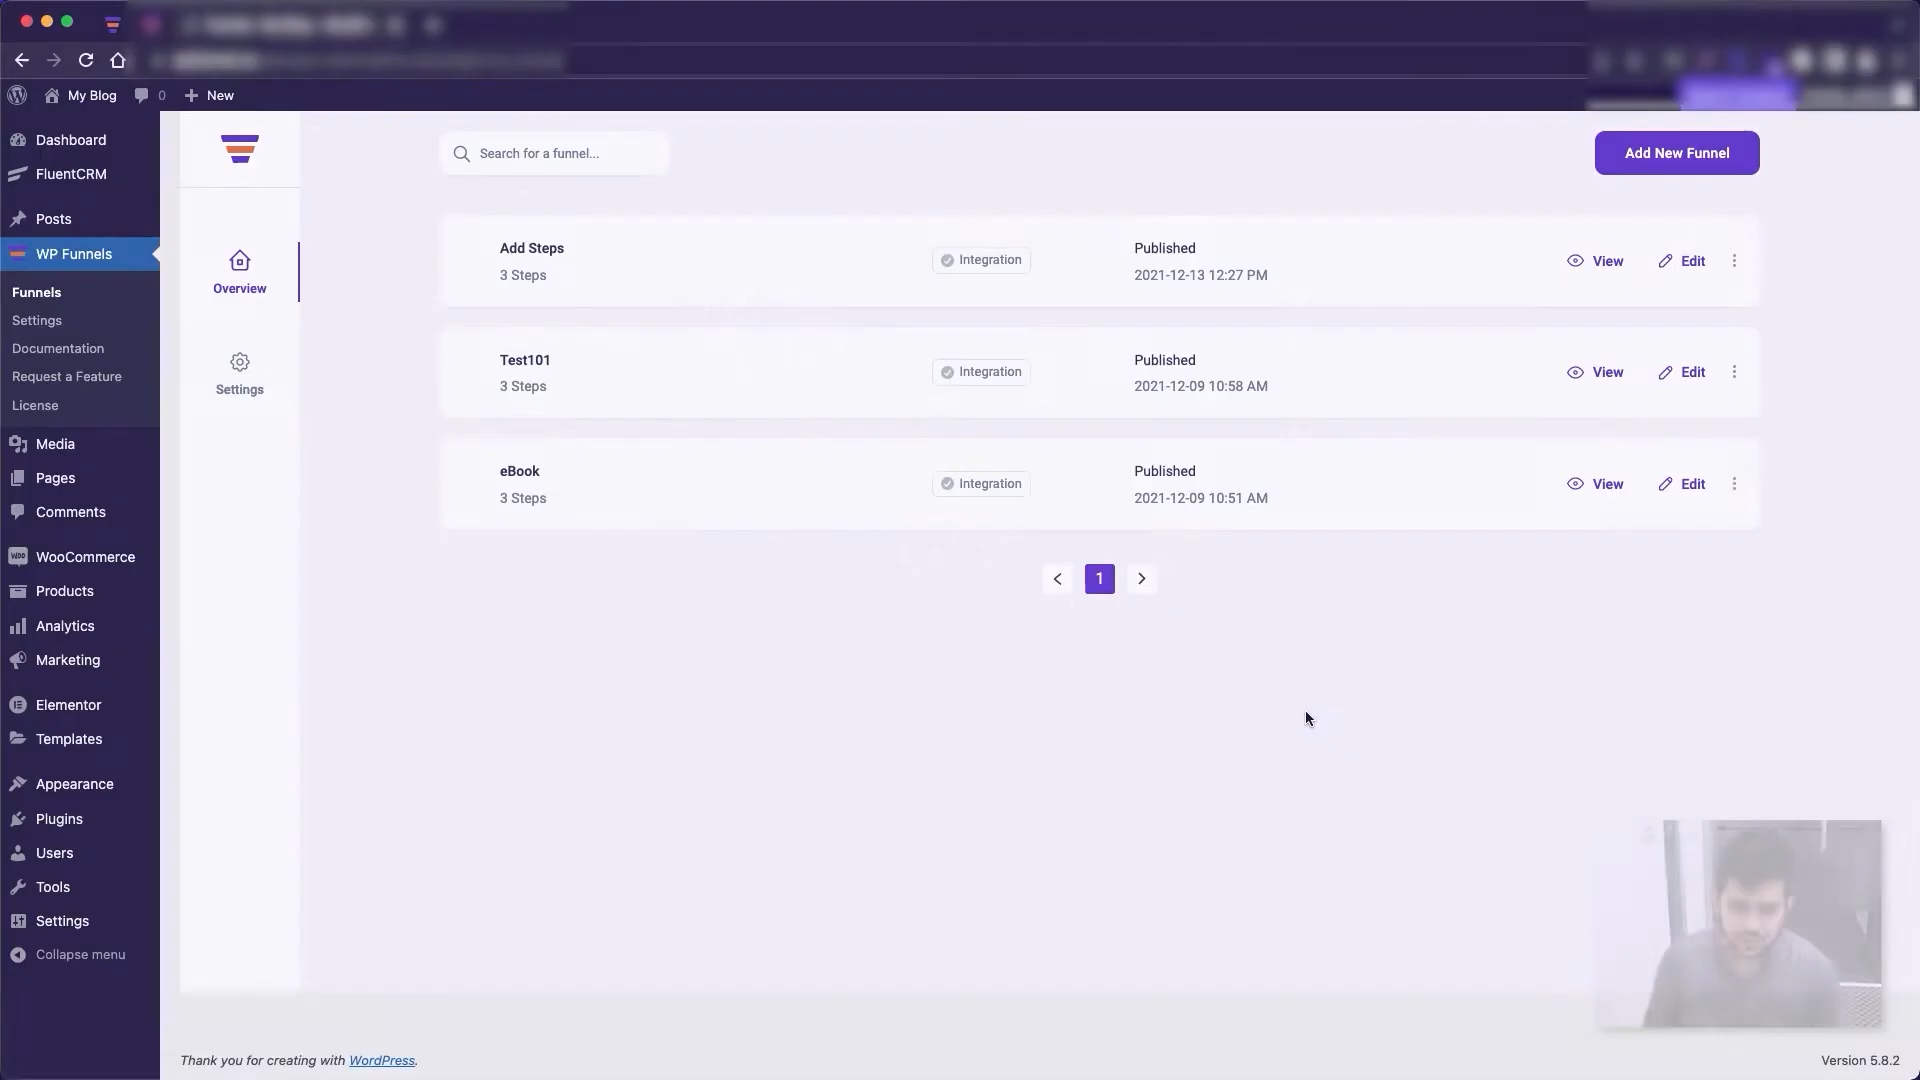 My Blog
0
New
Dashboard
FluentCRM
Posts
WP Funnels
Funnels
Settings
Documentation
Request a Feature
License
Media
Pages
Comments
WooCommerce
Products
Analytics
Marketing
Elementor
Templates
Appearance
Plugins
Users
Tools
Settings
Collapse menu
Overview
Settings
Search for a funnel...
Add New Funnel
Add Steps
3 Steps
Integration
Published
2021-12-13 12:27 PM
View
Edit
Test101
3 Steps
Integration
Published
2021-12-09 10:58 AM
View
Edit
eBook
3 Steps
Integration
Published
2021-12-09 10:51 AM
View
Edit
1
Thank you for creating with WordPress.
Version 5.8.2